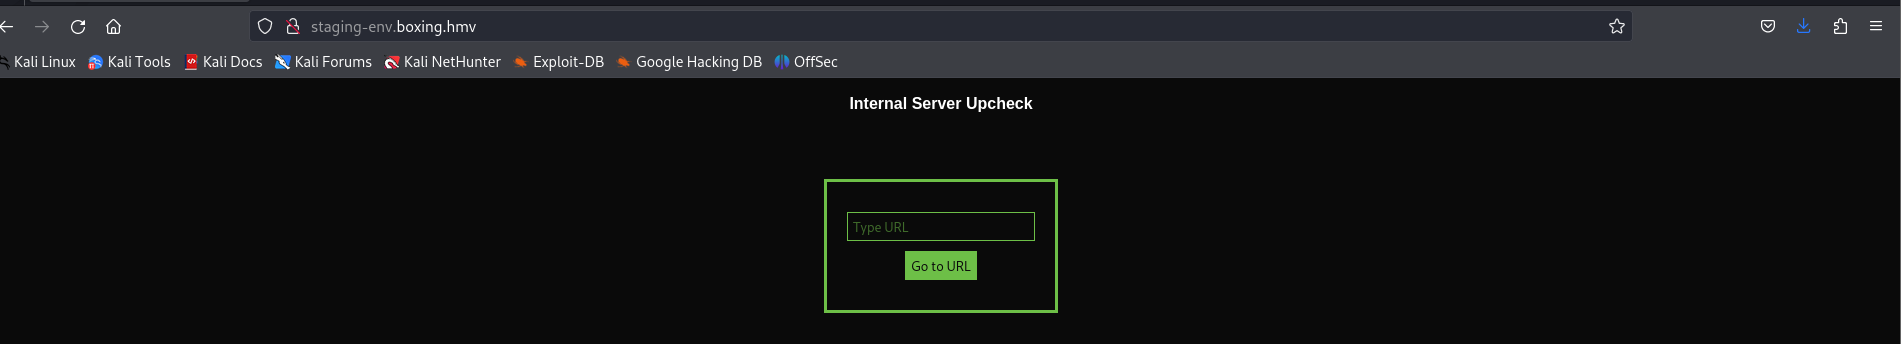 staging-env.boxing.hmv
Kali Linux Kali Tools Kali Docs Kali Forums Kali NetHunter Exploit-DB Google Hacking DB OffSec
Internal Server Upcheck
Type URL
Go to URL